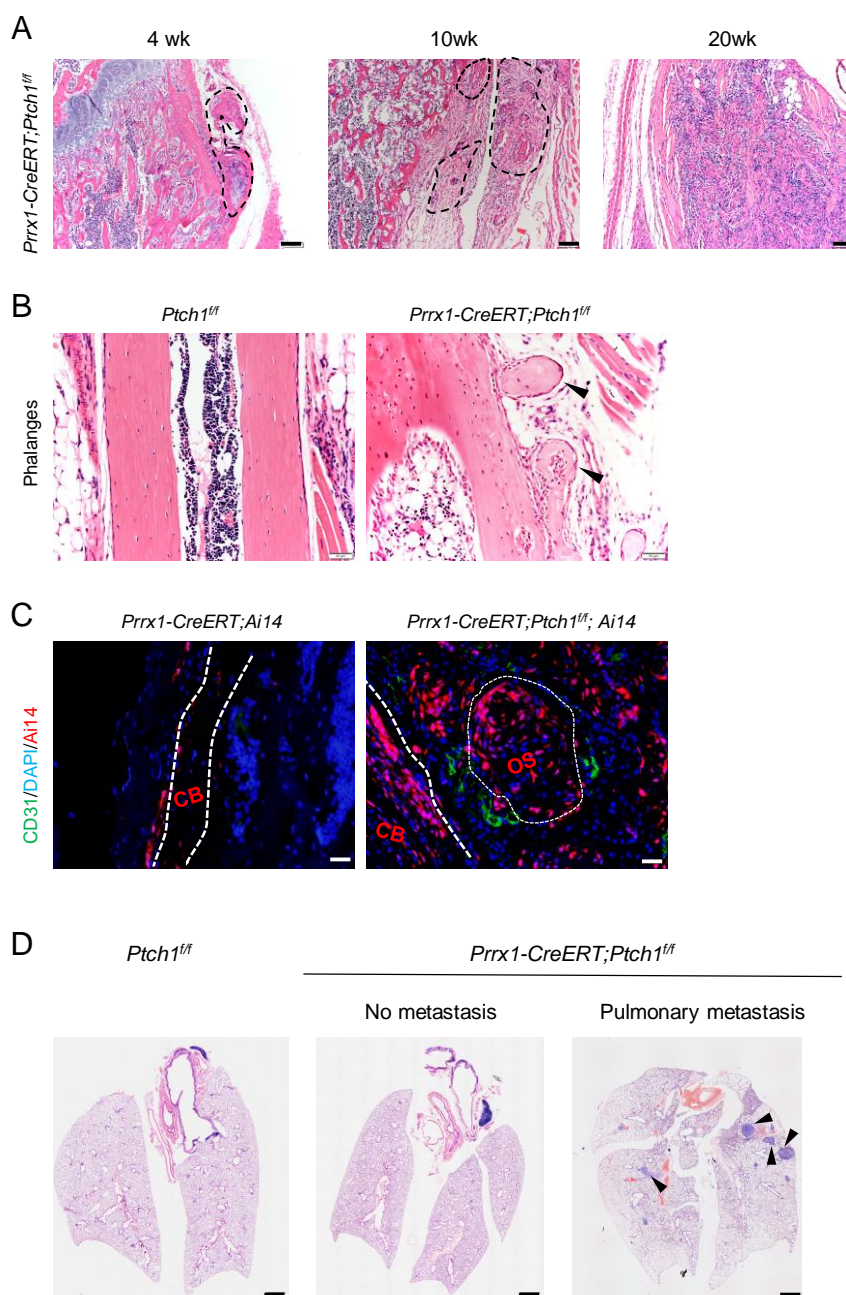 A
4 wk
10wk
20wk
Prrx1-CreERT;Ptch1f/f
B
Ptch1f/f
Prrx1-CreERT;Ptch1f/f
Phalanges
C
Prrx1-CreERT;Ai14
Prrx1-CreERT;Ptch1f/f; Ai14
CD31/DAPI/Ai14
CB
OS
CB
D
Ptch1f/f
Prrx1-CreERT;Ptch1f/f
No metastasis
Pulmonary metastasis